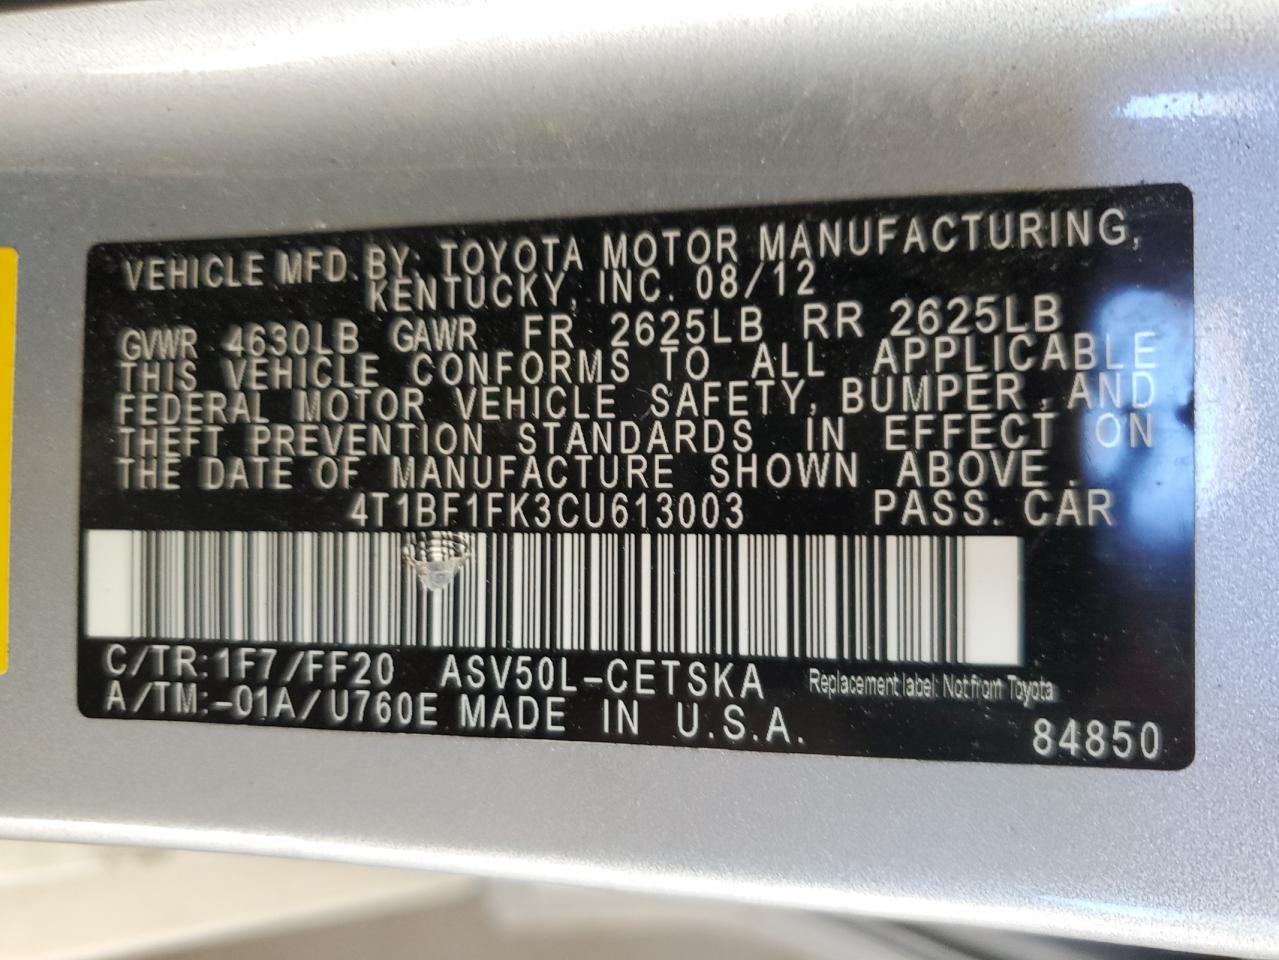 VEHICLE MFD. BY: TOYOTA MOTOR MANUFACTURING,
KENTUCKY, INC. 08/12
GVWR 4630LB GAWR FR 2625LB RR 2625LB
THIS VEHICLE CONFORMS TO ALL APPLICABLE
FEDERAL MOTOR VEHICLE SAFETY, BUMPER, AND
THEFT PREVENTION STANDARDS IN EFFECT ON
THE DATE OF MANUFACTURE SHOWN ABOVE.
4T1BF1FK3CU613003 PASS. CAR
C/TR:1F7/FF20 ASV50L-CETSKA Replacement label: Not from Toyota
A/TM:-01A/U760E MADE IN U.S.A. 84850